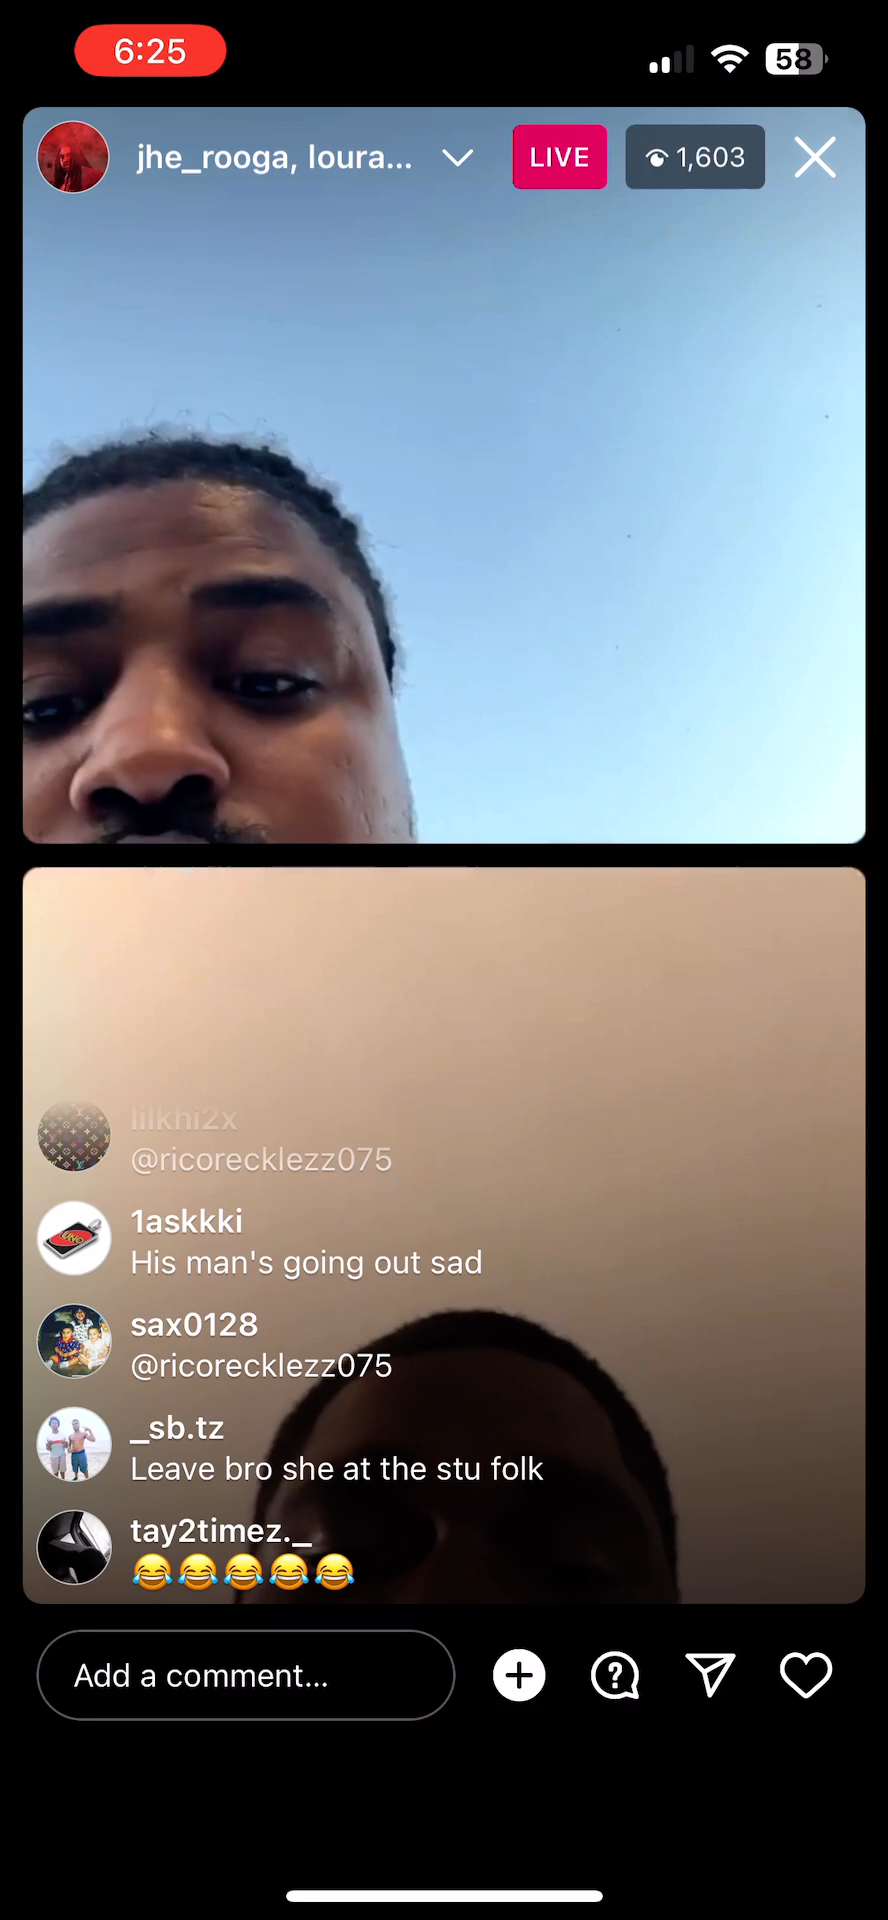 6:25
58
jhe_rooga, loura...
LIVE
1,603
lilkhi2x
@ricorecklezz075
1askkki
UNO
His man's going out sad
sax0128
@ricorecklezz075
_sb.tz
Leave bro she at the stu folk
tay2timez._
😂😂😂😂😂
Add a comment...